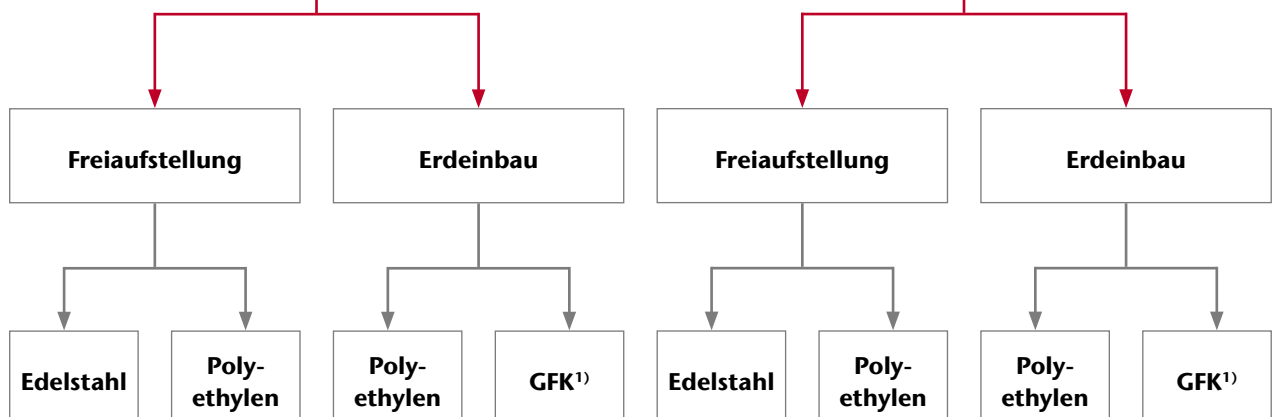 Freiaufstellung
Erdeinbau
Freiaufstellung
Erdeinbau
Edelstahl
Poly-
ethylen
Poly-
ethylen
GFK¹⁾
Edelstahl
Poly-
ethylen
Poly-
ethylen
GFK¹⁾